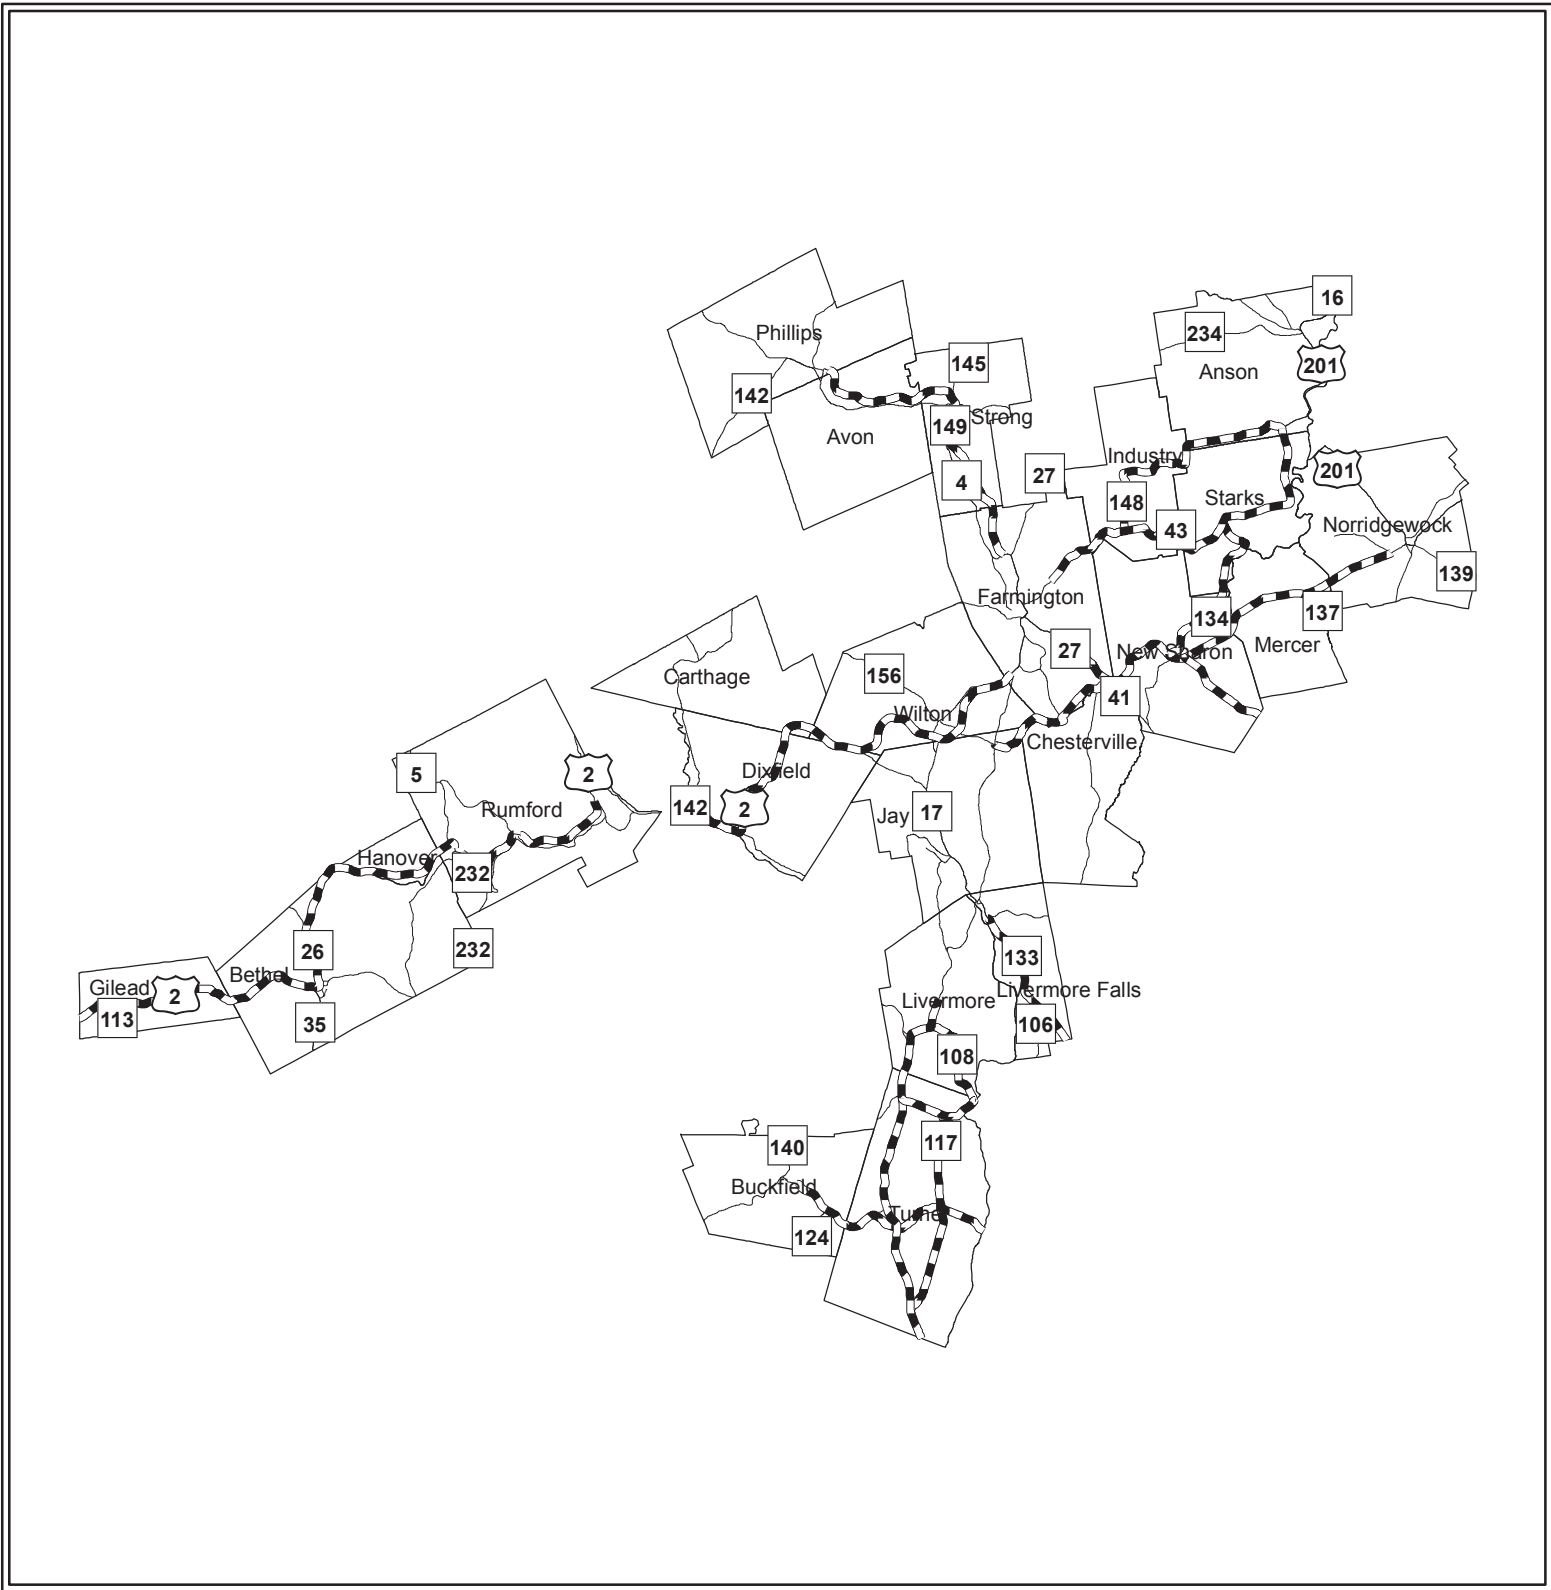 16
Phillips
234
145
201
Anson
142
Strong
149
Avon
Industry
201
27
4
148
Starks
43
Norridgewock
139
Farmington
134
137
27
New Sharon
Mercer
156
Carthage
41
Wilton
Chesterville
5
2
Dixfield
142
2
Rumford
Jay
17
Hanover
232
26
232
133
Bethel
Gilead
2
Livermore Falls
Livermore
113
35
106
108
117
140
Buckfield
Turner
124